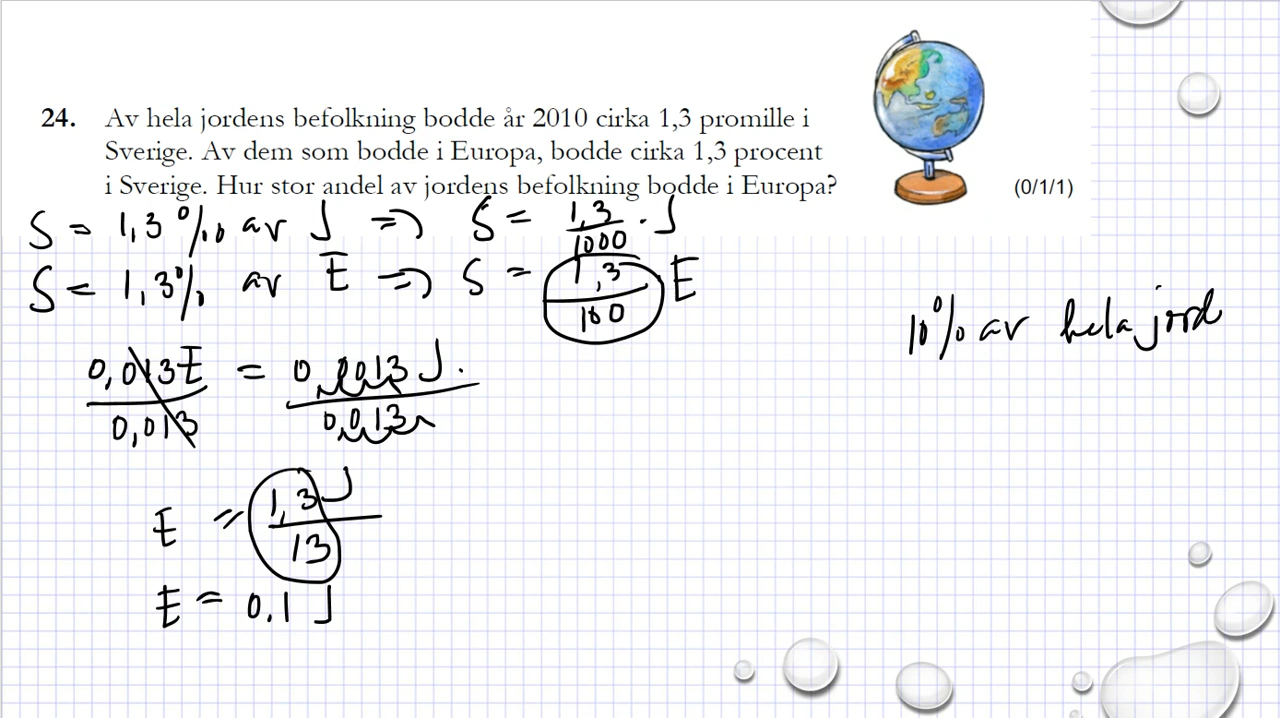 24. Av hela jordens befolkning bodde år 2010 cirka 1,3 promille i
Sverige. Av dem som bodde i Europa, bodde cirka 1,3 procent
i Sverige. Hur stor andel av jordens befolkning bodde i Europa?
(0/1/1)
S = 1,3 ‰ av J => S = 1,3/1000 · J
S = 1,3% av E => S = 1,3/100 E
10% av hela jord
0,013E/0,013 = 0,0013J/0,013
E = 1,3J/13
E = 0.1 J